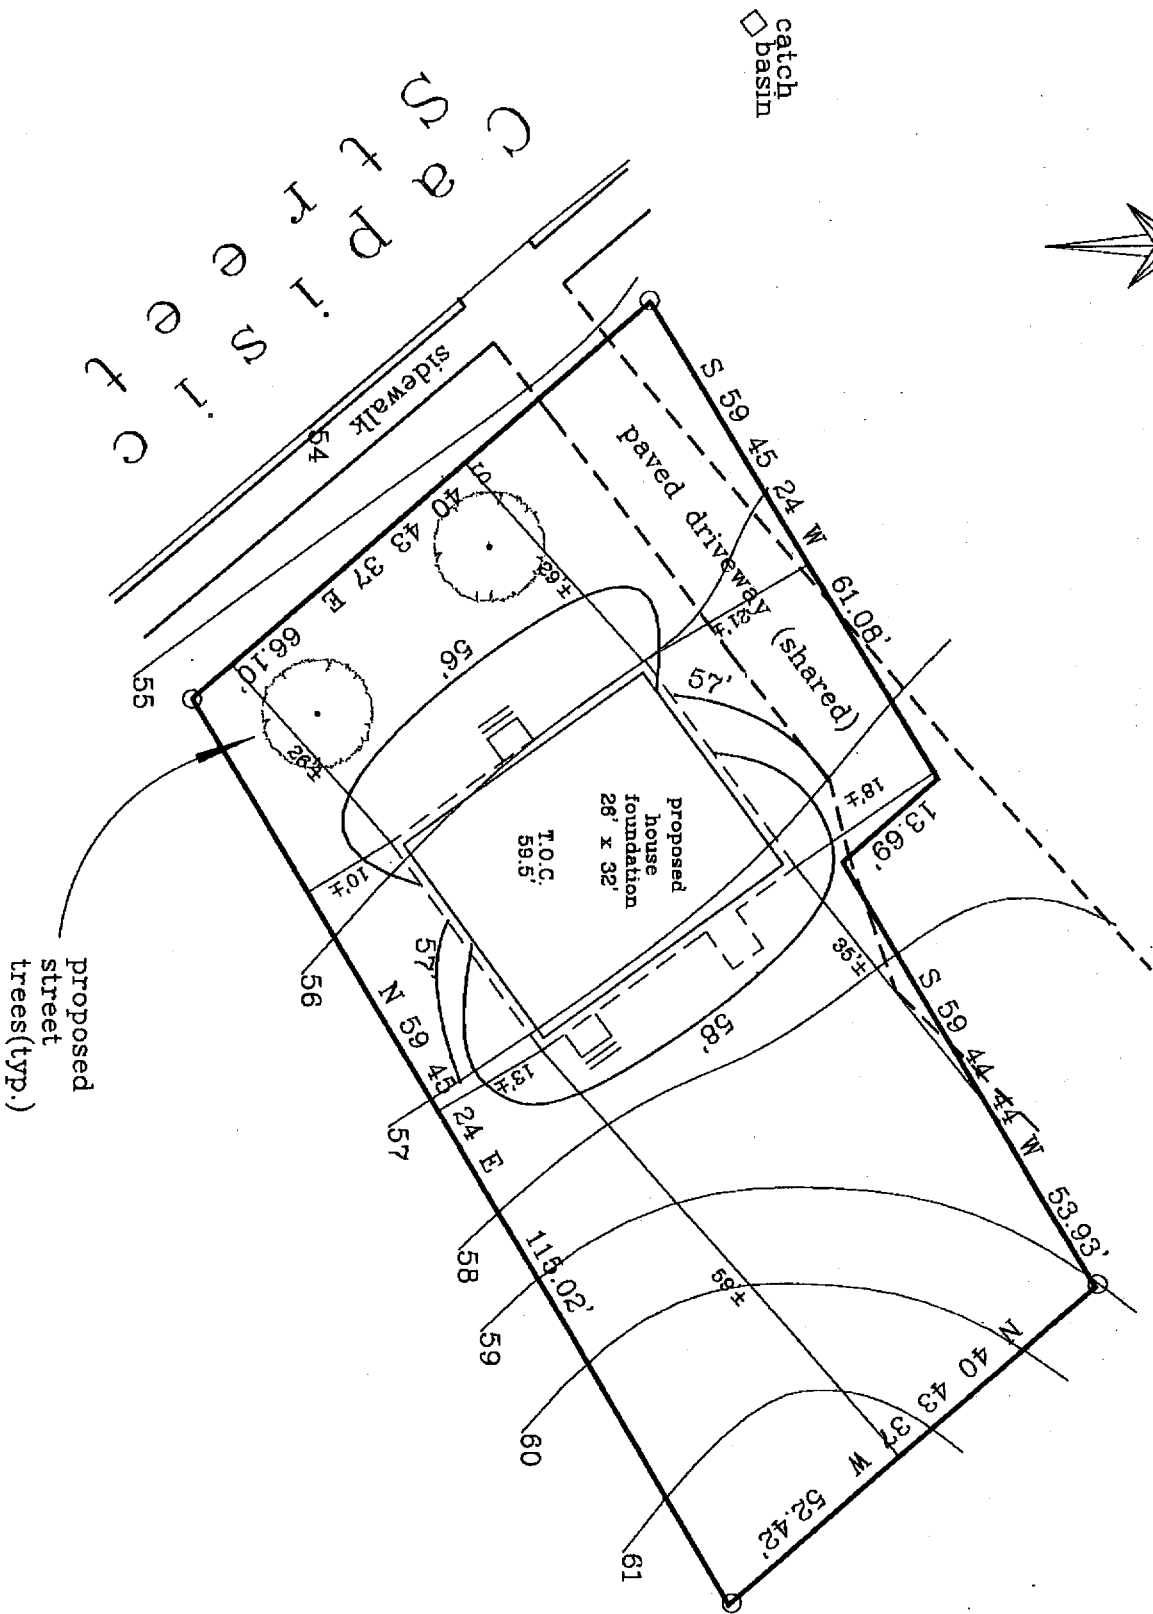 catch
basin
Capisic
Street
sidewalk
54
S 59 45 24 W 61.08'
paved driveway (shared)
S 40 43 37 E 66.10'
21'±
57'
18'±
13.69'
56'
26'±
proposed
house
foundation
26' x 32'
T.O.C.
59.5'
35'±
S 59 44 44 W 53.93'
58'
10'±
57'
13'±
N 59 45 24 E 115.02'
59'±
N 40 43 37 W 52.42'
55
56
57
58
59
60
61
proposed
street
trees(typ.)